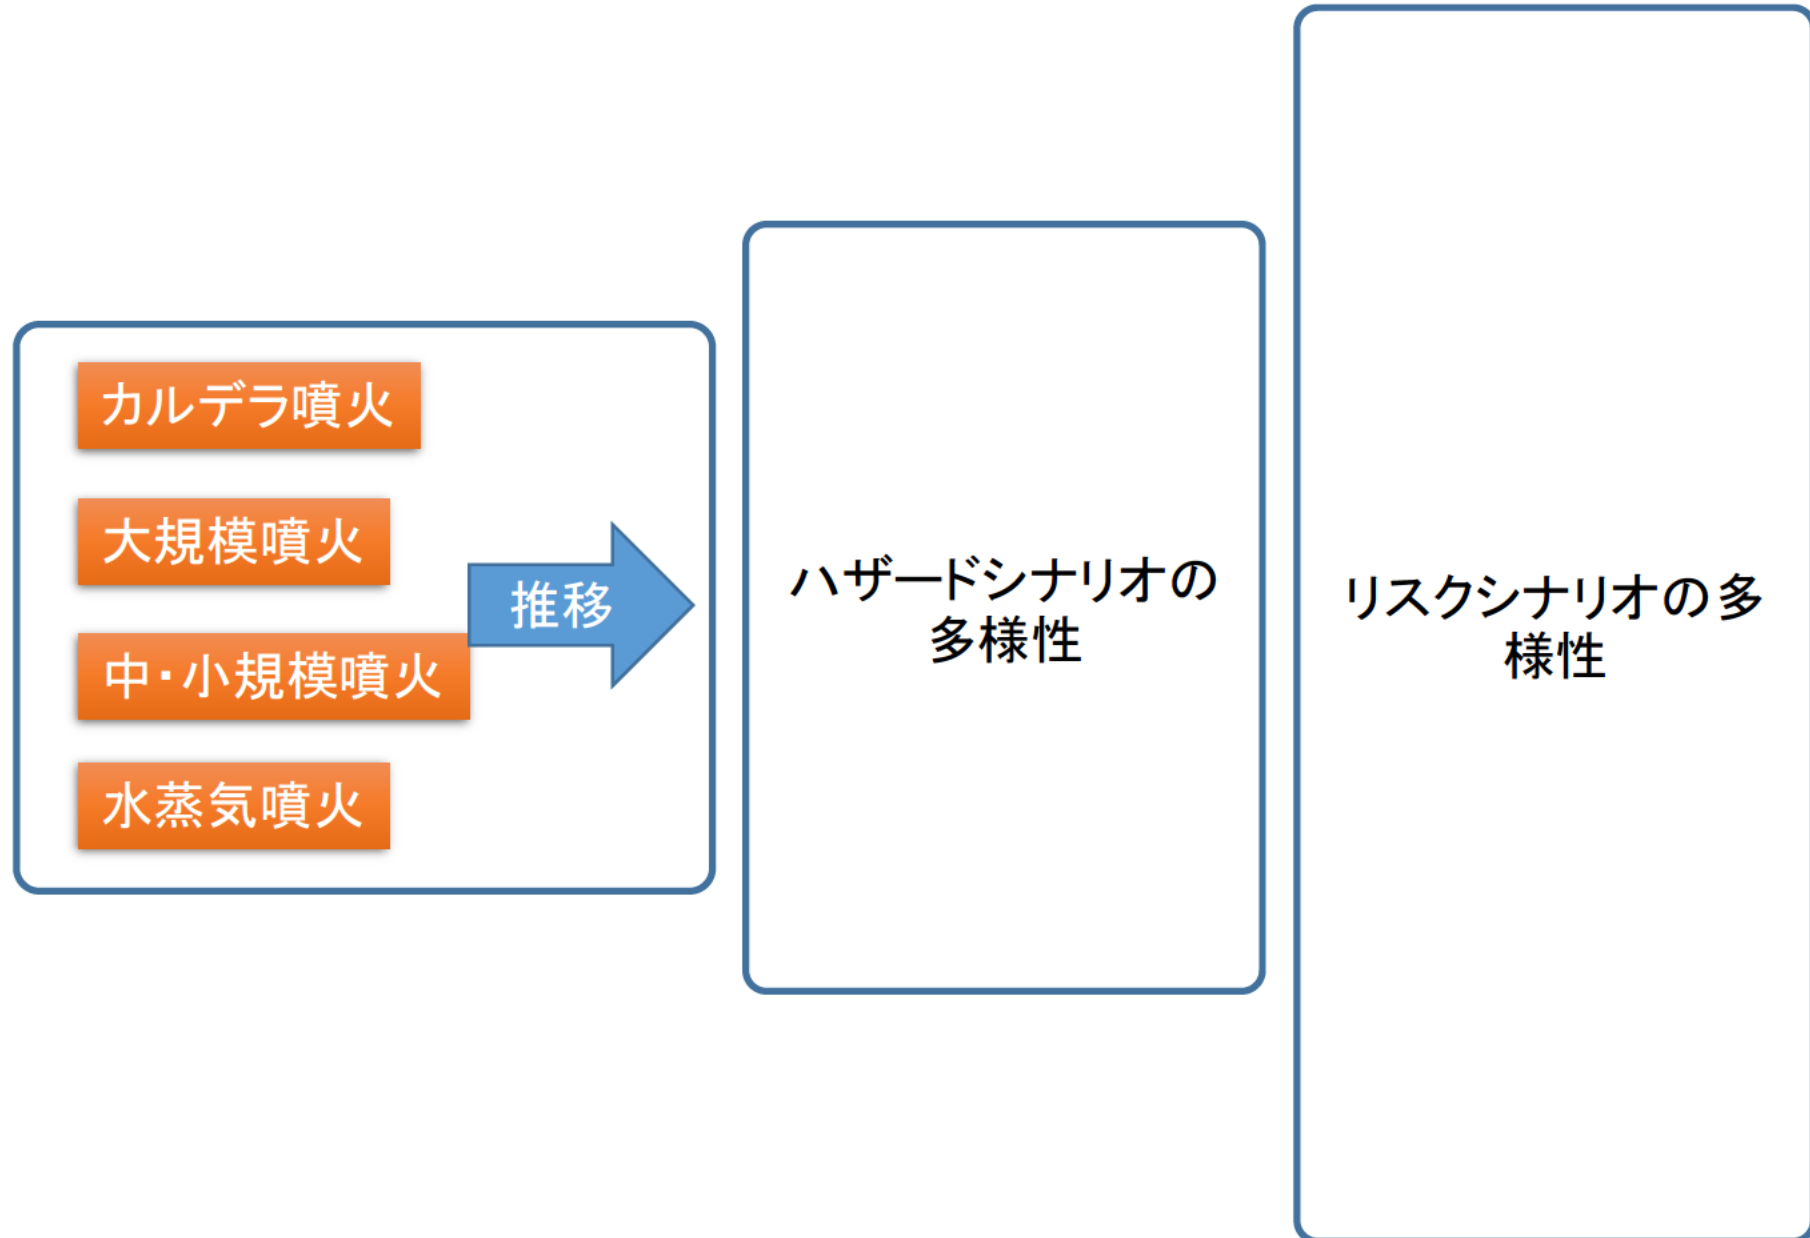 カルデラ噴火
大規模噴火
中・小規模噴火
水蒸気噴火
推移
ハザードシナリオの
多様性
リスクシナリオの多
様性